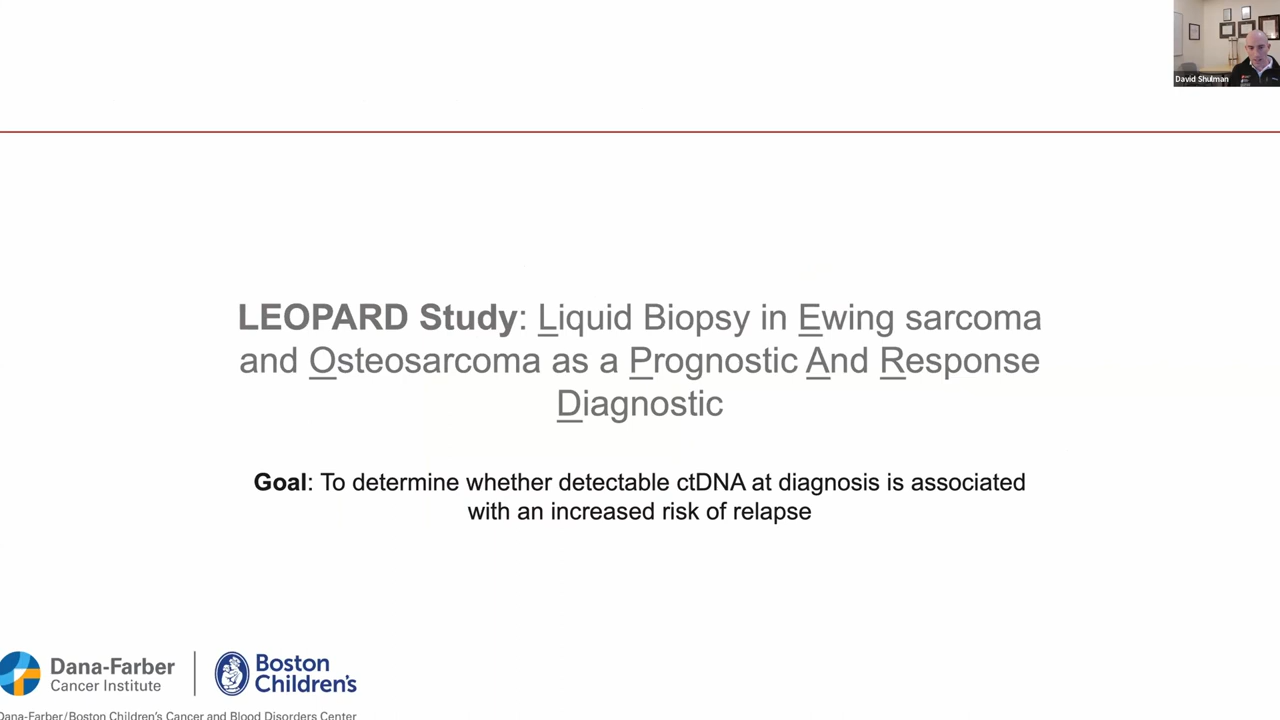 David Shulman
LEOPARD Study: Liquid Biopsy in Ewing sarcoma
and Osteosarcoma as a Prognostic And Response
Diagnostic
Goal: To determine whether detectable ctDNA at diagnosis is associated
with an increased risk of relapse
Dana-Farber
Cancer Institute
Boston
Children's
Dana-Farber/Boston Children's Cancer and Blood Disorders Center